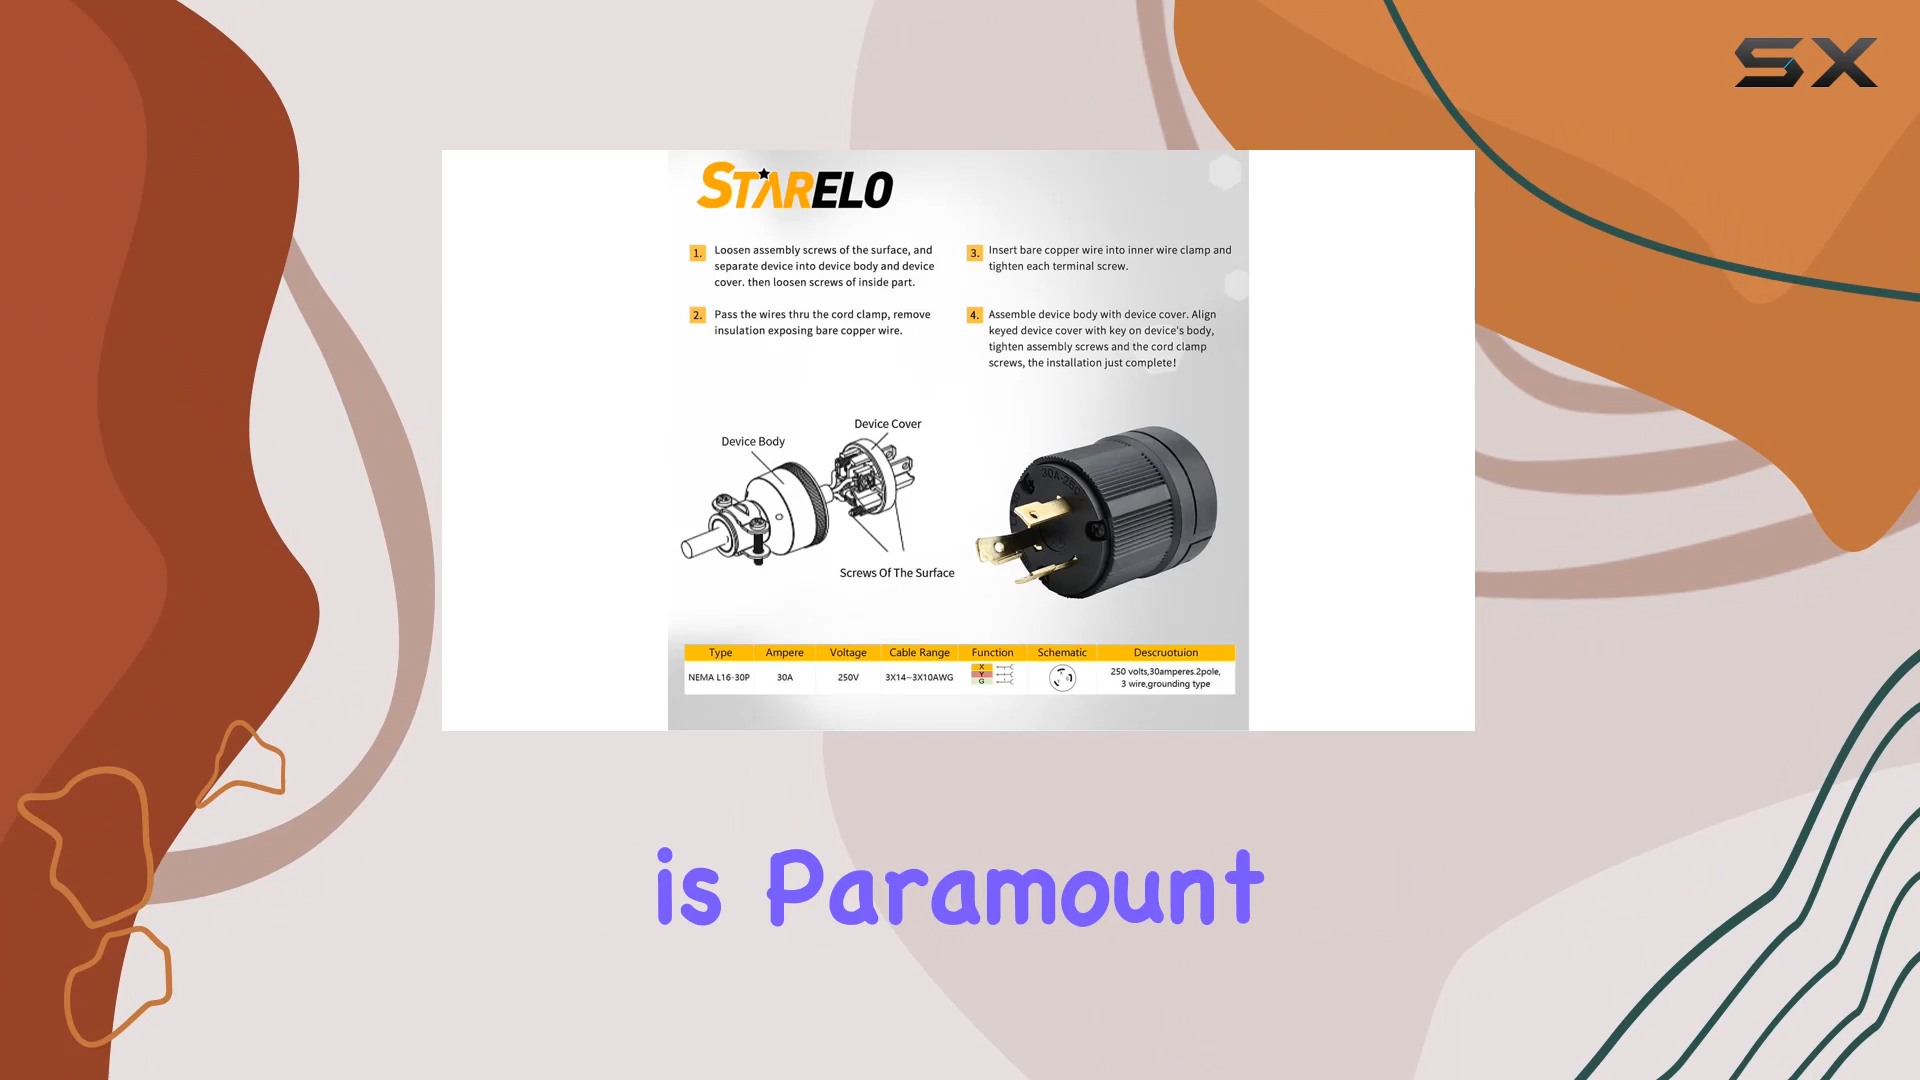 SX
STARELO
1. Loosen assembly screws of the surface, and
separate device into device body and device
cover. then loosen screws of inside part.
2. Pass the wires thru the cord clamp, remove
insulation exposing bare copper wire.
3. Insert bare copper wire into inner wire clamp and
tighten each terminal screw.
4. Assemble device body with device cover. Align
keyed device cover with key on device's body,
tighten assembly screws and the cord clamp
screws, the installation just complete!
Device Cover
Device Body
Screws Of The Surface
30A-250
Type Ampere Voltage Cable Range Function Schematic Descruotuion
NEMA L16-30P 30A 250V 3X14~3X10AWG X Y G 250 volts,30amperes.2pole,
3 wire,grounding type
is Paramount